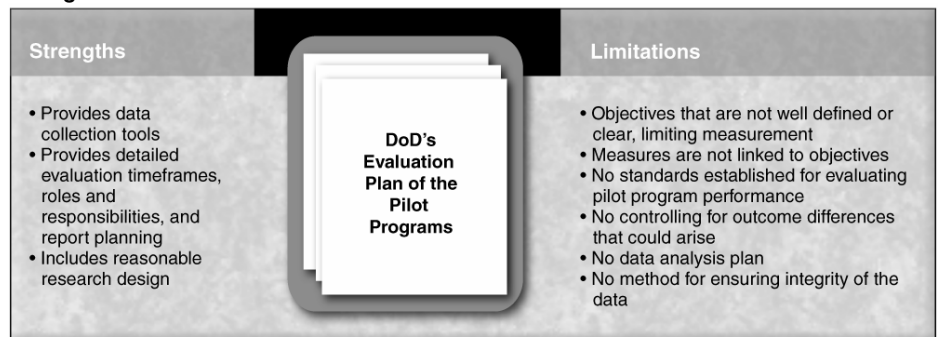 Strengths
• Provides data
collection tools
• Provides detailed
evaluation timeframes,
roles and
responsibilities, and
report planning
• Includes reasonable
research design
DoD's
Evaluation
Plan of the
Pilot
Programs
Limitations
• Objectives that are not well defined or
clear, limiting measurement
• Measures are not linked to objectives
• No standards established for evaluating
pilot program performance
• No controlling for outcome differences
that could arise
• No data analysis plan
• No method for ensuring integrity of the
data